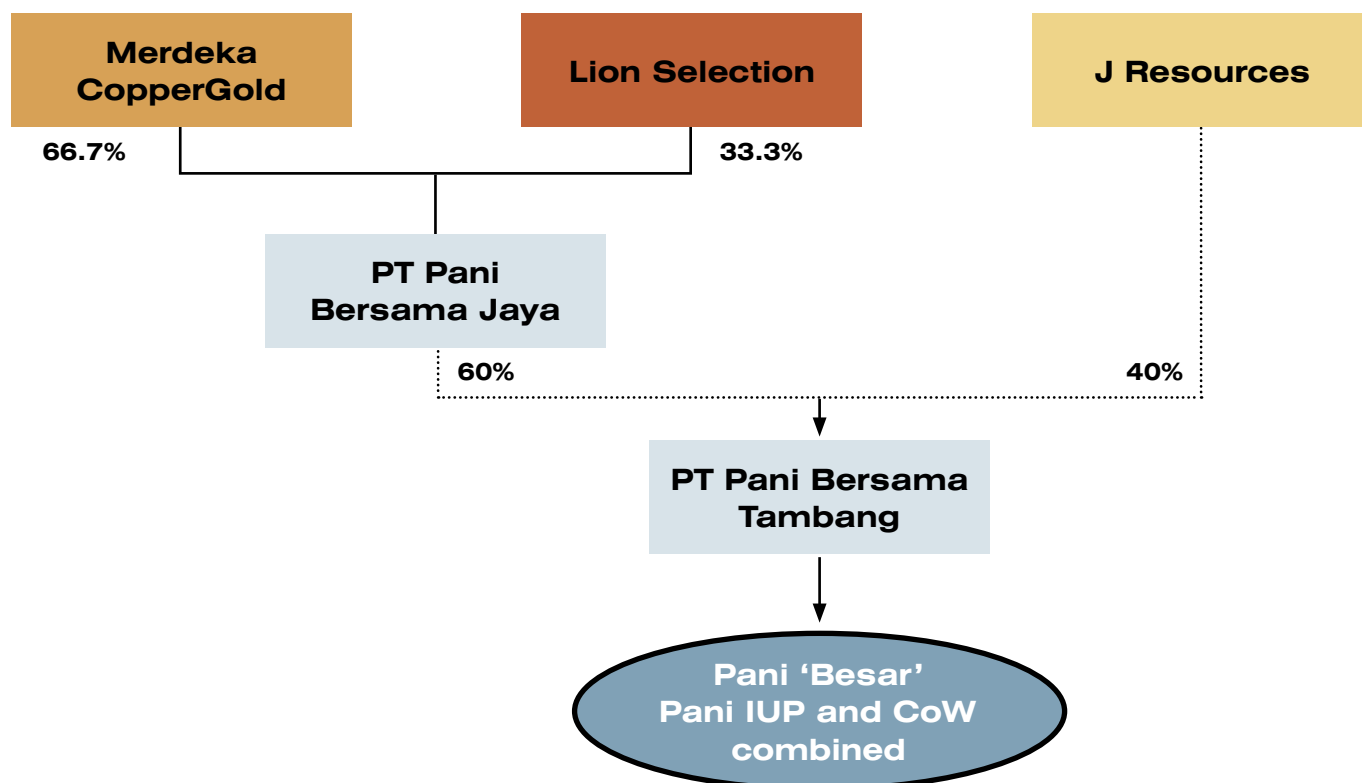 Merdeka
CopperGold
Lion Selection
J Resources
66.7%
33.3%
PT Pani
Bersama Jaya
60%
40%
PT Pani Bersama
Tambang
Pani ‘Besar’
Pani IUP and CoW
combined